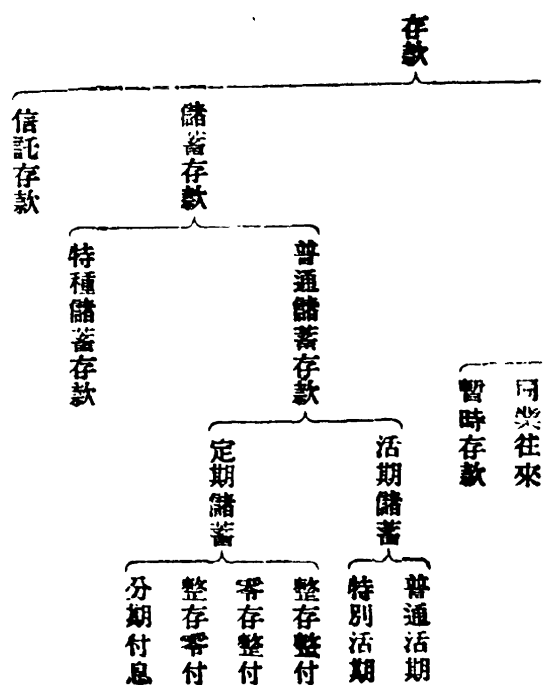 存款
同業往來
暫時存款
儲蓄存款
信託存款
普通儲蓄存款
特種儲蓄存款
活期儲蓄
定期儲蓄
普通活期
特別活期
整存整付
零存整付
整存零付
分期付息